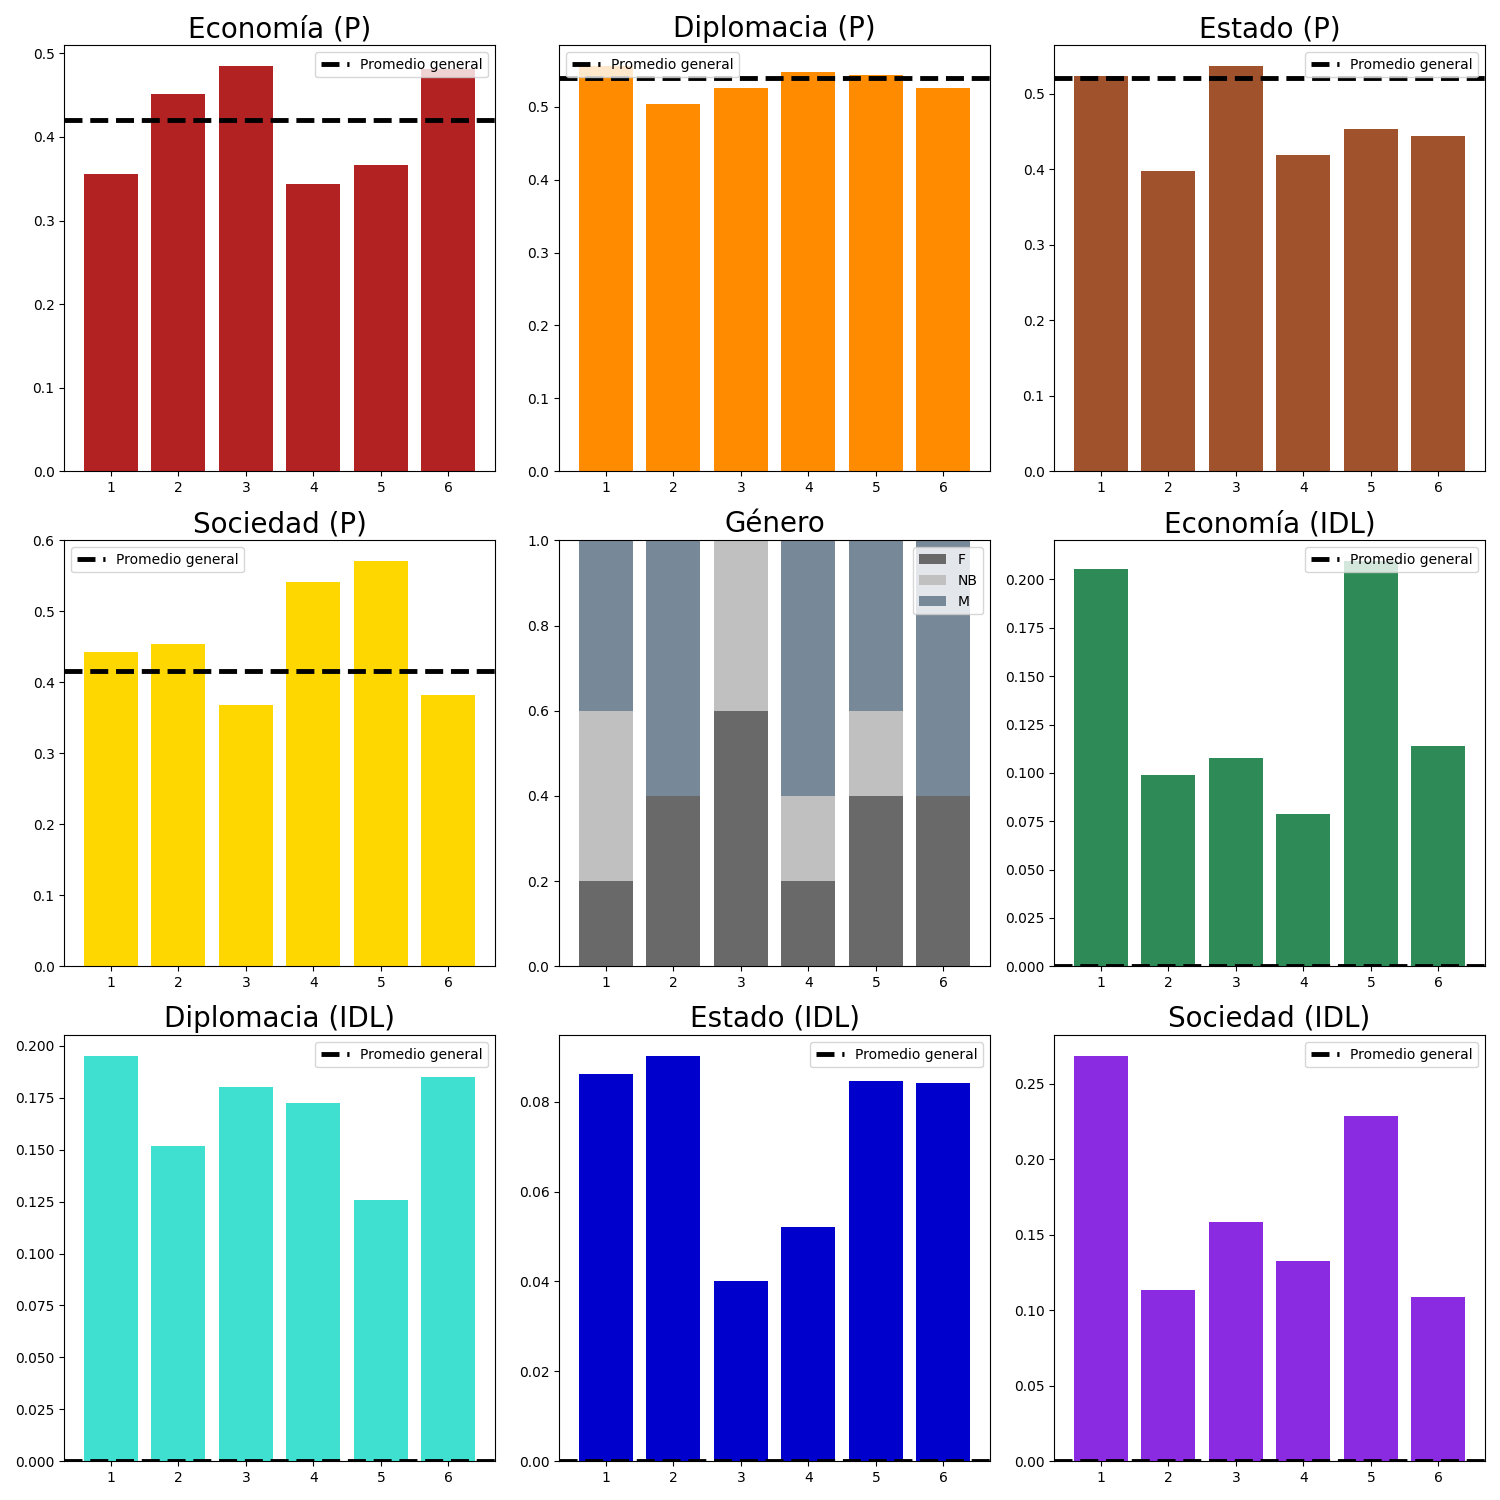 Economía (P)
Promedio general
0.5
0.4
0.3
0.2
0.1
0.0
1 2 3 4 5 6
Diplomacia (P)
Promedio general
0.5
0.4
0.3
0.2
0.1
0.0
1 2 3 4 5 6
Estado (P)
Promedio general
0.5
0.4
0.3
0.2
0.1
0.0
1 2 3 4 5 6
Sociedad (P)
Promedio general
0.6
0.5
0.4
0.3
0.2
0.1
0.0
1 2 3 4 5 6
Género
F
NB
M
1.0
0.8
0.6
0.4
0.2
0.0
1 2 3 4 5 6
Economía (IDL)
Promedio general
0.200
0.175
0.150
0.125
0.100
0.075
0.050
0.025
0.000
1 2 3 4 5 6
Diplomacia (IDL)
Promedio general
0.200
0.175
0.150
0.125
0.100
0.075
0.050
0.025
0.000
1 2 3 4 5 6
Estado (IDL)
Promedio general
0.08
0.06
0.04
0.02
0.00
1 2 3 4 5 6
Sociedad (IDL)
Promedio general
0.25
0.20
0.15
0.10
0.05
0.00
1 2 3 4 5 6